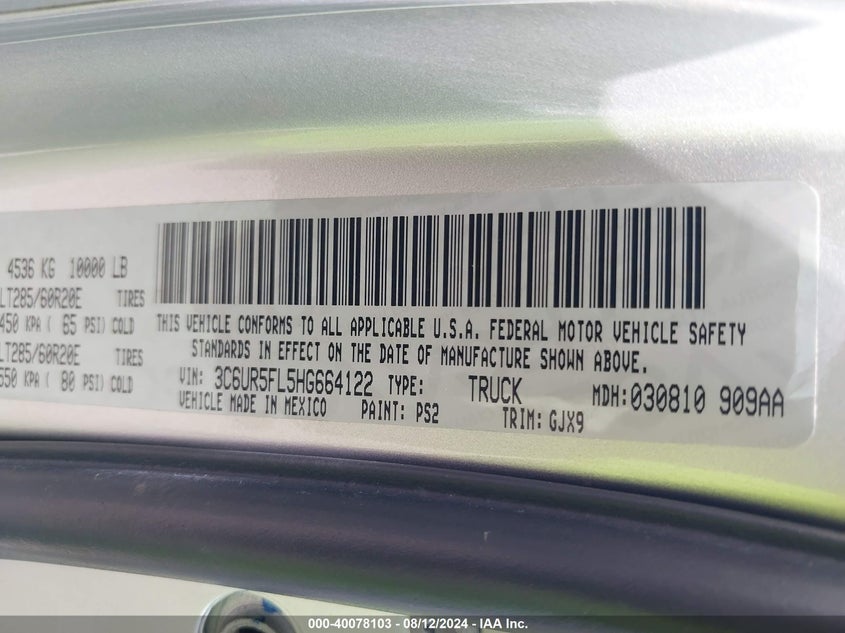 4536 KG 10000 LB
LT285/60R20E TIRES
450 KPA ( 65 PSI) COLD
LT285/60R20E TIRES
550 KPA ( 80 PSI) COLD
THIS VEHICLE CONFORMS TO ALL APPLICABLE U.S.A. FEDERAL MOTOR VEHICLE SAFETY
STANDARDS IN EFFECT ON THE DATE OF MANUFACTURE SHOWN ABOVE.
VIN: 3C6UR5FL5HG664122 TYPE: TRUCK MDH:030810 909AA
VEHICLE MADE IN MEXICO PAINT: PS2 TRIM: GJX9
000-40078103 - 08/12/2024 - IAA Inc.